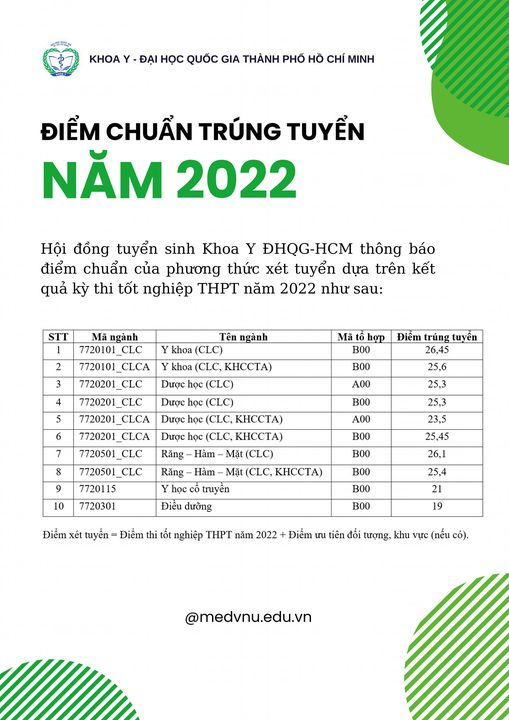 KHOA Y - ĐẠI HỌC QUỐC GIA THÀNH PHỐ HỒ CHÍ MINH
ĐIỂM CHUẨN TRÚNG TUYỂN
NĂM 2022
Hội đồng tuyển sinh Khoa Y ĐHQG-HCM thông báo
điểm chuẩn của phương thức xét tuyển dựa trên kết
quả kỳ thi tốt nghiệp THPT năm 2022 như sau:
STT Mã ngành Tên ngành Mã tổ hợp Điểm trúng tuyển
1 7720101_CLC Y khoa (CLC) B00 26,45
2 7720101_CLCA Y khoa (CLC, KHCCTA) B00 25,6
3 7720201_CLC Dược học (CLC) A00 25,3
4 7720201_CLC Dược học (CLC) B00 25,3
5 7720201_CLCA Dược học (CLC, KHCCTA) A00 23,5
6 7720201_CLCA Dược học (CLC, KHCCTA) B00 25,45
7 7720501_CLC Răng – Hàm – Mặt (CLC) B00 26,1
8 7720501_CLC Răng – Hàm – Mặt (CLC, KHCCTA) B00 25,4
9 7720115 Y học cổ truyền B00 21
10 7720301 Điều dưỡng B00 19
Điểm xét tuyển = Điểm thi tốt nghiệp THPT năm 2022 + Điểm ưu tiên đối tượng, khu vực (nếu có).
@medvnu.edu.vn